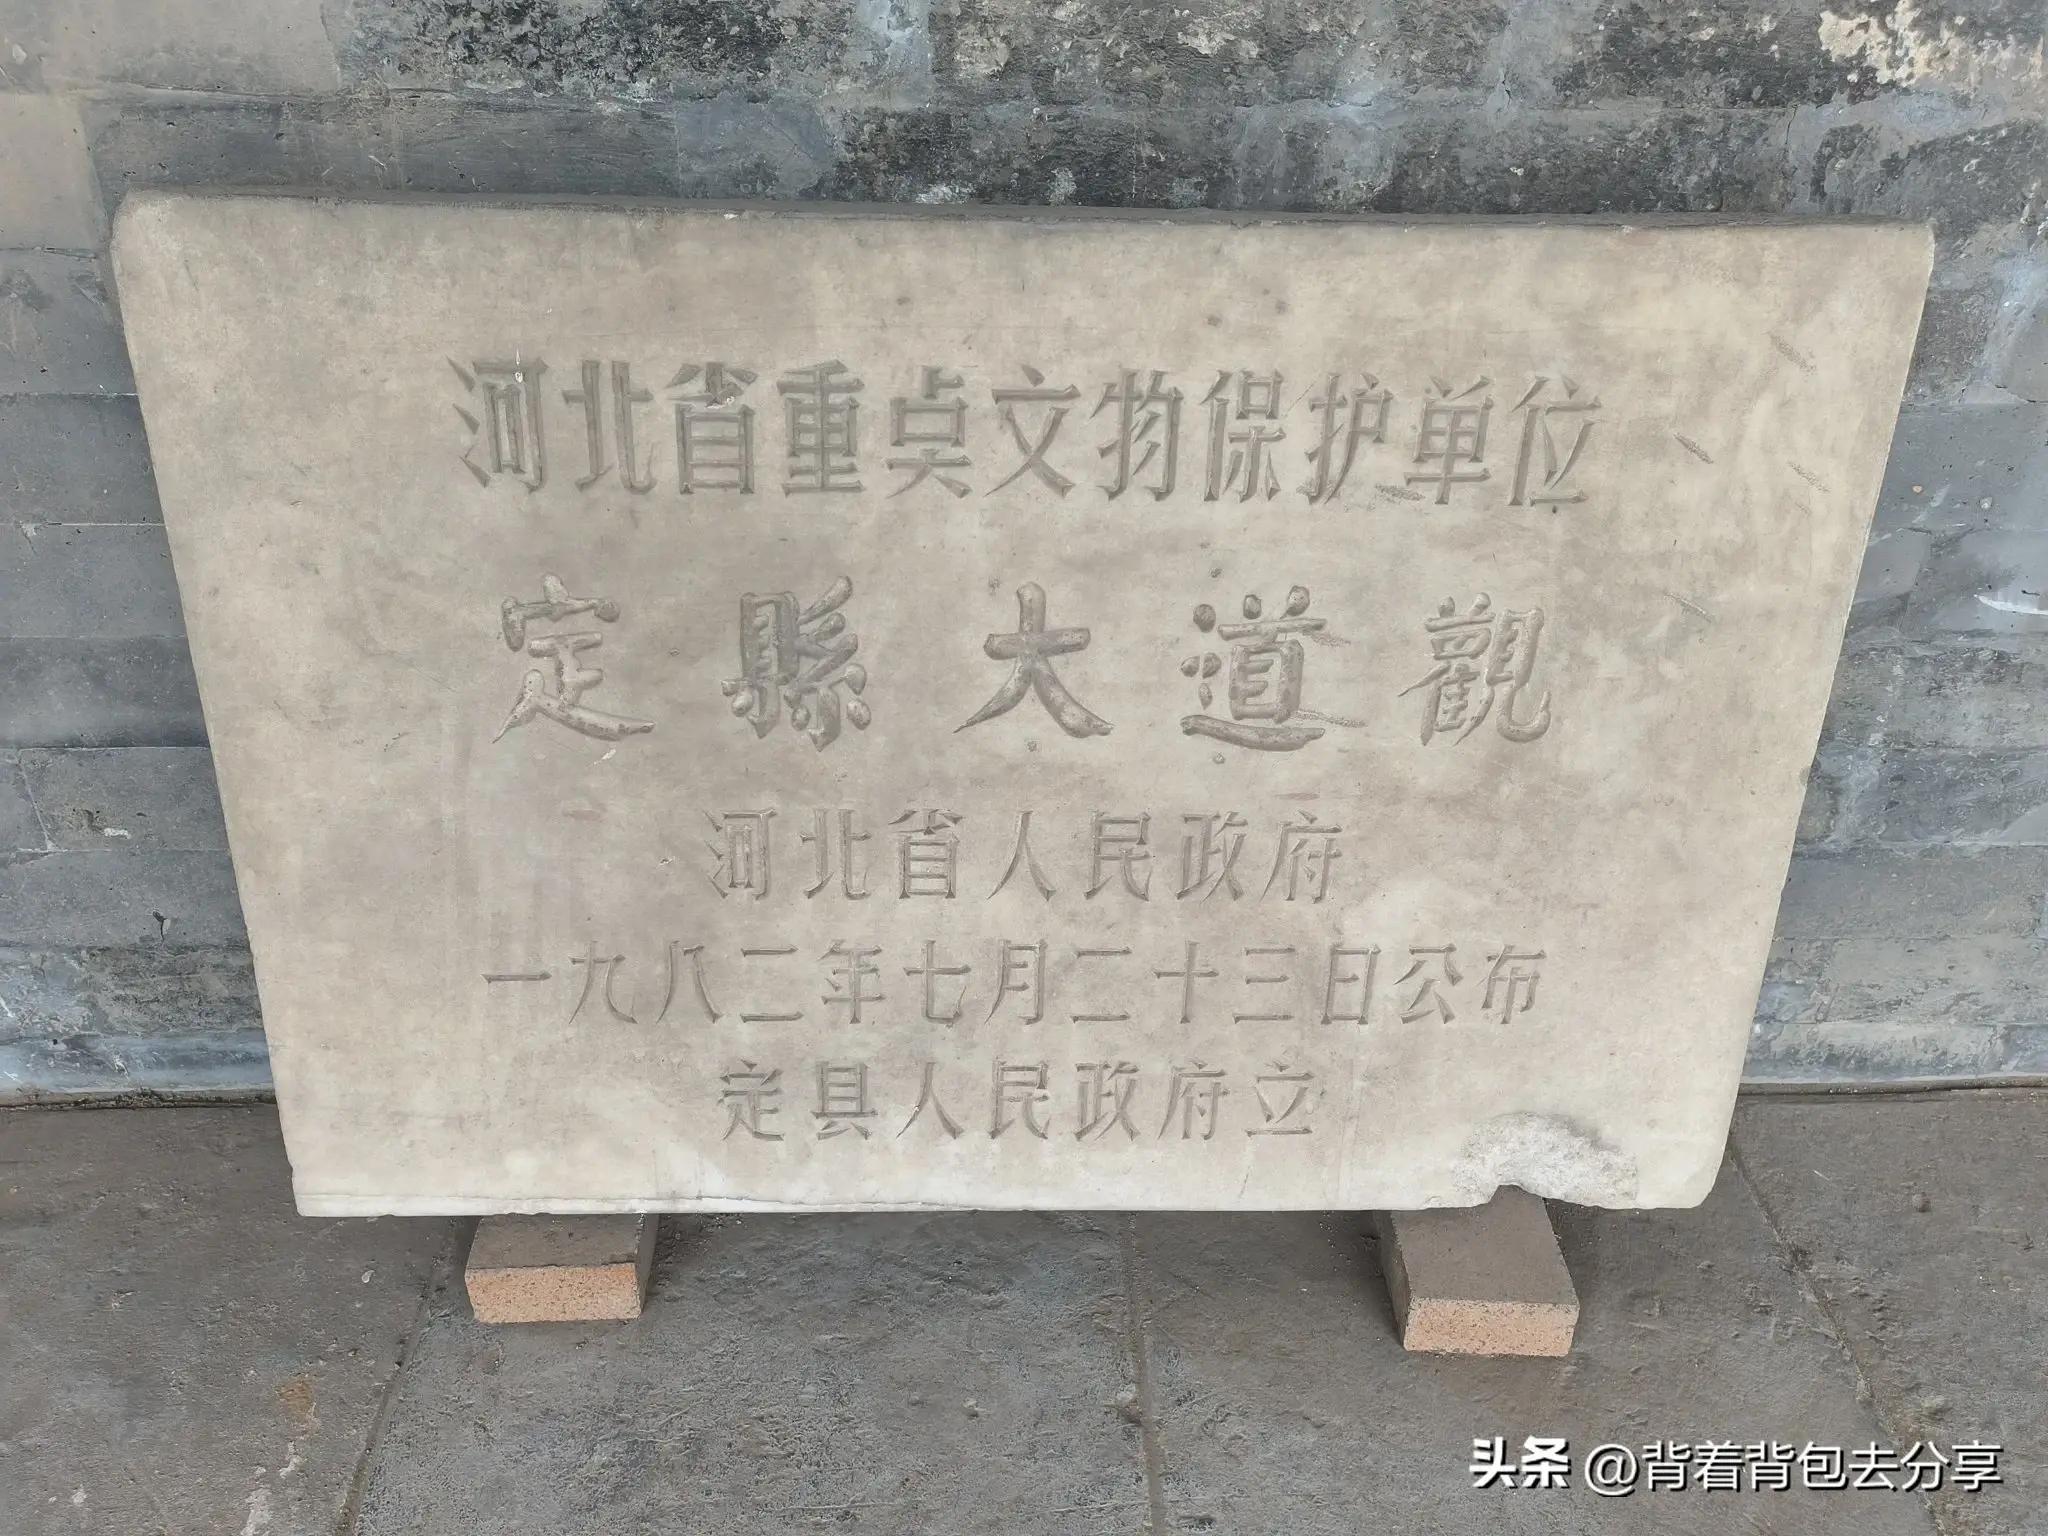 河北省重点文物保护单位
定縣大道觀
河北省人民政府
一九八二年七月二十三日公布
定县人民政府立
头条 @背着背包去分享